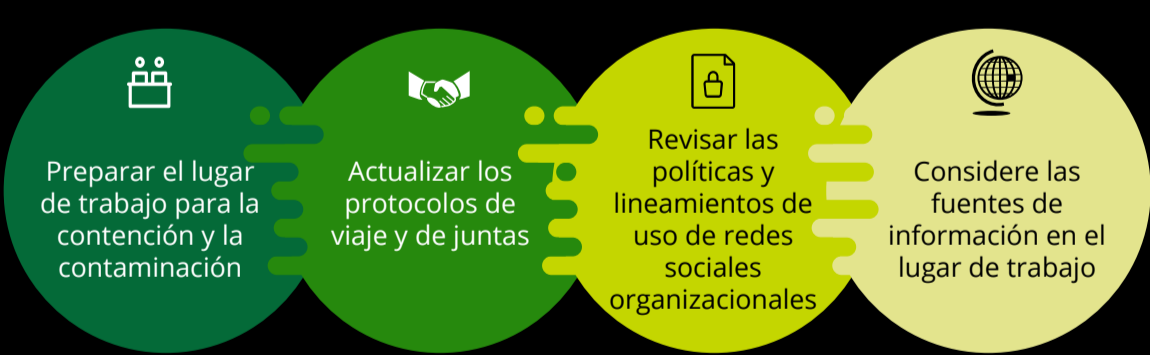 Preparar el lugar
de trabajo para la
contención y la
contaminación
Actualizar los
protocolos de
viaje y de juntas
Revisar las
políticas y
lineamientos de
uso de redes
sociales
organizacionales
Considere las
fuentes de
información en el
lugar de trabajo